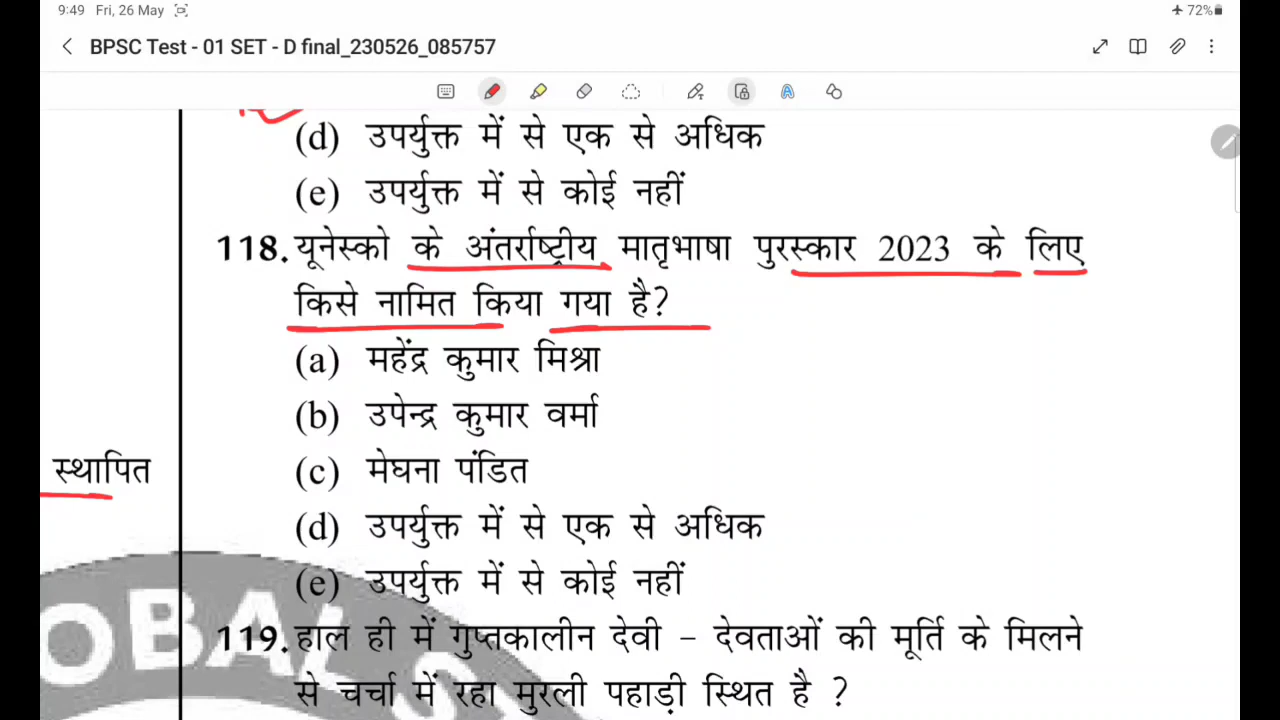 9:49 Fri, 26 May
72%
BPSC Test - 01 SET - D final_230526_085757
(d) उपर्युक्त में से एक से अधिक
(e) उपर्युक्त में से कोई नहीं
118. यूनेस्को के अंतर्राष्ट्रीय मातृभाषा पुरस्कार 2023 के लिए
किसे नामित किया गया है?
(a) महेंद्र कुमार मिश्रा
(b) उपेन्द्र कुमार वर्मा
(c) मेघना पंडित
स्थापित
(d) उपर्युक्त में से एक से अधिक
(e) उपर्युक्त में से कोई नहीं
OBAL S
119. हाल ही में गुप्तकालीन देवी - देवताओं की मूर्ति के मिलने
से चर्चा में रहा मुरली पहाड़ी स्थित है ?